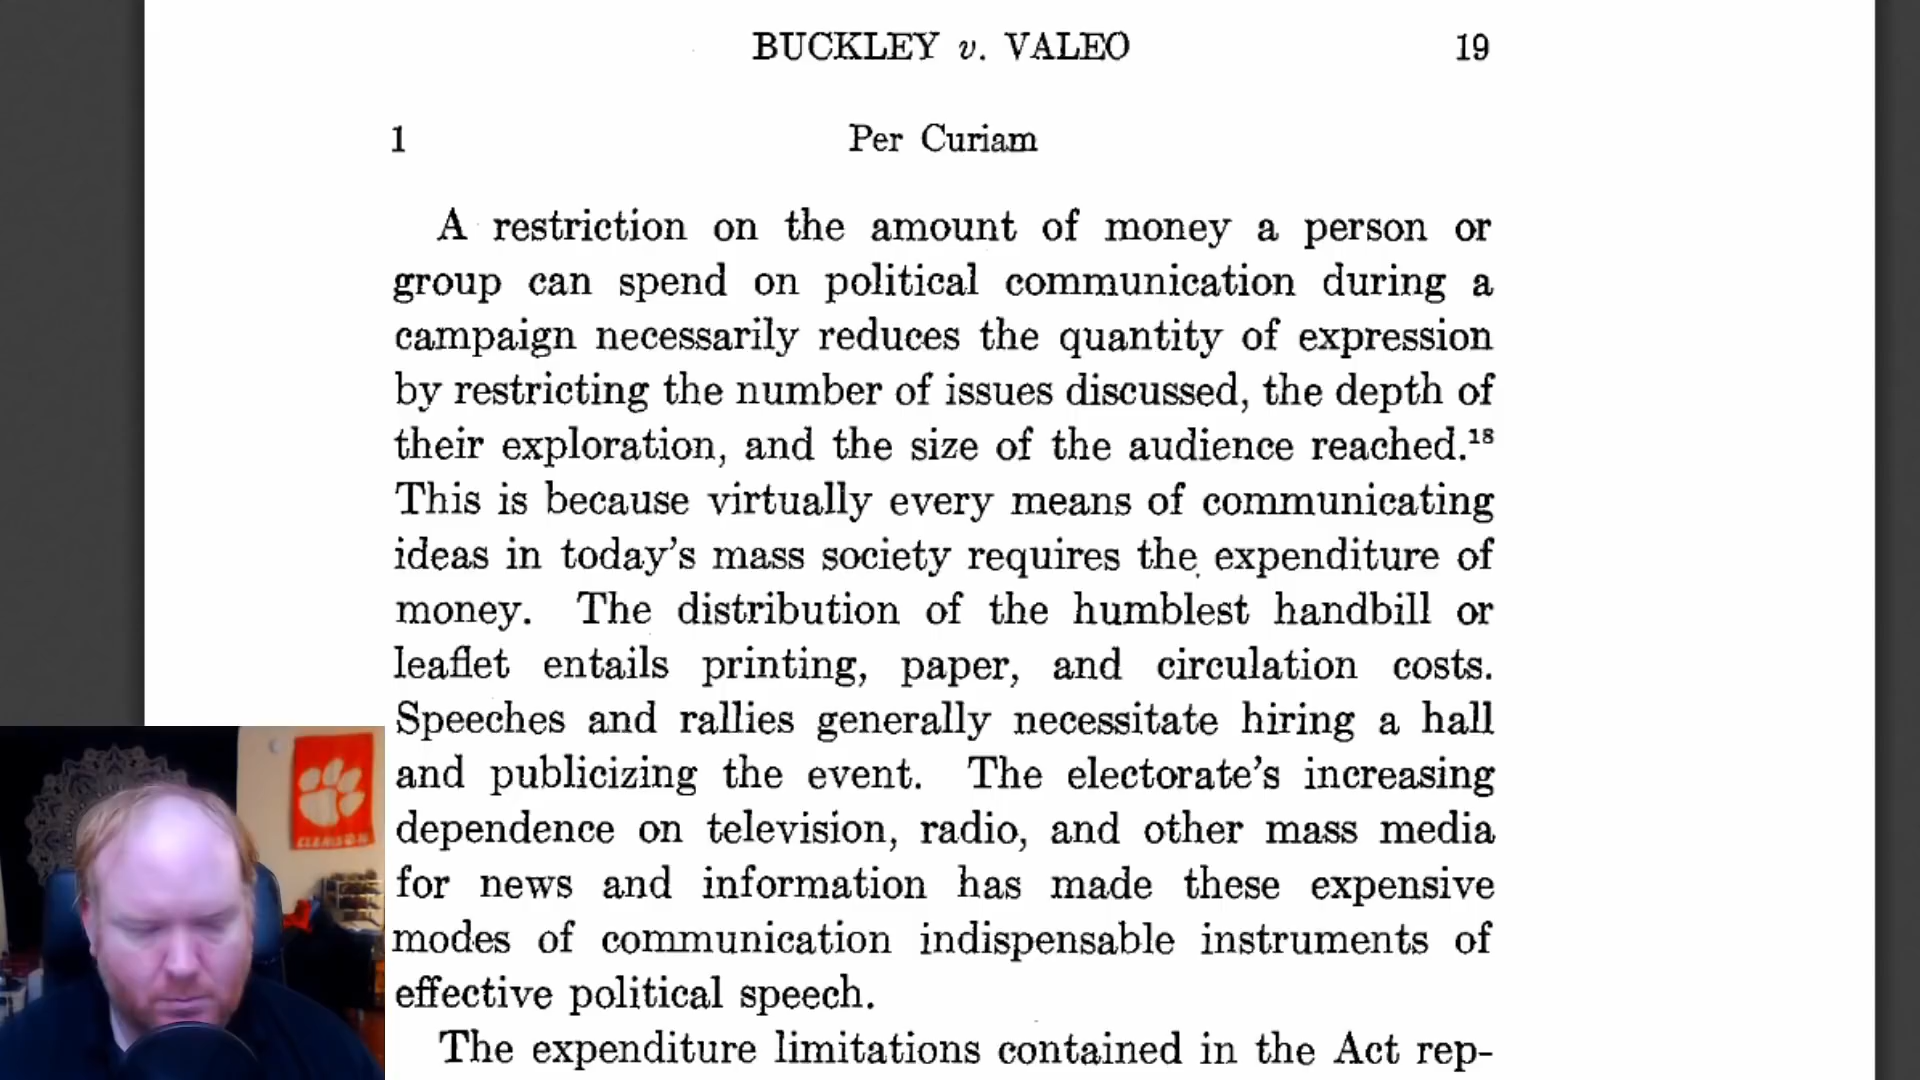 BUCKLEY v. VALEO 19
1 Per Curiam
A restriction on the amount of money a person or
group can spend on political communication during a
campaign necessarily reduces the quantity of expression
by restricting the number of issues discussed, the depth of
their exploration, and the size of the audience reached.18
This is because virtually every means of communicating
ideas in today's mass society requires the expenditure of
money. The distribution of the humblest handbill or
leaflet entails printing, paper, and circulation costs.
Speeches and rallies generally necessitate hiring a hall
and publicizing the event. The electorate's increasing
dependence on television, radio, and other mass media
for news and information has made these expensive
modes of communication indispensable instruments of
effective political speech.
The expenditure limitations contained in the Act rep-
CLEMSON